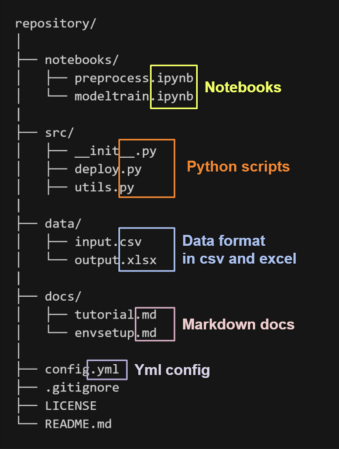 repository/
│
├── notebooks/
│   ├── preprocess.ipynb
│   └── modeltrain.ipynb
Notebooks
│
├── src/
│   ├── __init__.py
│   ├── deploy.py
│   └── utils.py
Python scripts
│
├── data/
│   ├── input.csv
│   └── output.xlsx
Data format
in csv and excel
│
├── docs/
│   ├── tutorial.md
│   └── envsetup.md
Markdown docs
│
├── config.yml
Yml config
├── .gitignore
├── LICENSE
└── README.md